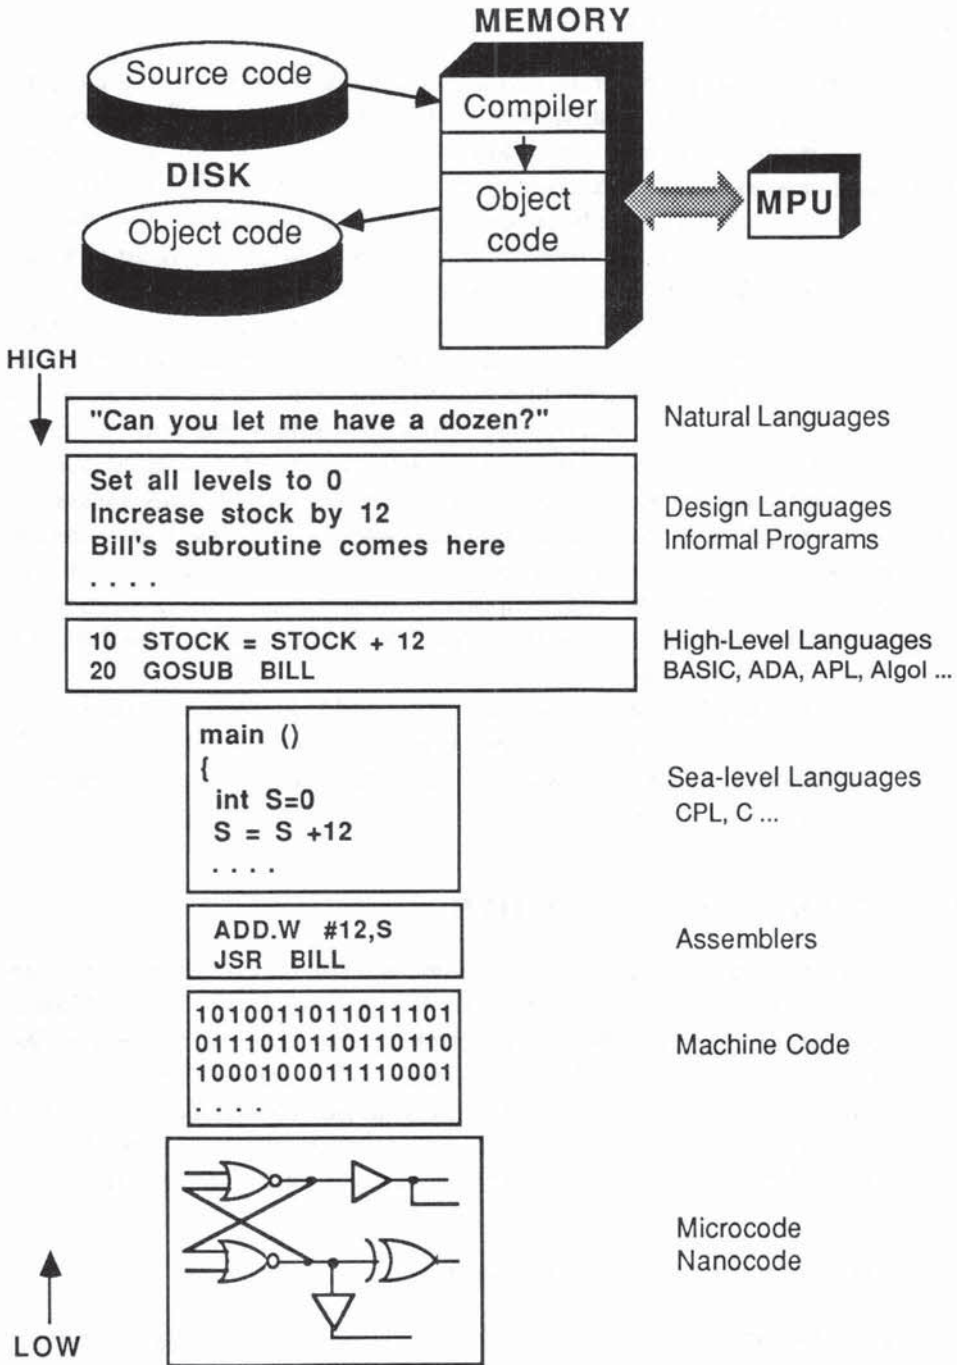 MEMORY
Source code
Compiler
DISK
Object code
Object
code
MPU
HIGH
"Can you let me have a dozen?"
Natural Languages
Set all levels to 0
Increase stock by 12
Bill's subroutine comes here
. . . .
Design Languages
Informal Programs
10 STOCK = STOCK + 12
20 GOSUB BILL
High-Level Languages
BASIC, ADA, APL, Algol ...
main ()
{
int S=0
S = S +12
. . . .
Sea-level Languages
CPL, C ...
ADD.W #12,S
JSR BILL
Assemblers
1010011011011101
0111010110110110
1000100011110001
. . . .
Machine Code
Microcode
Nanocode
LOW